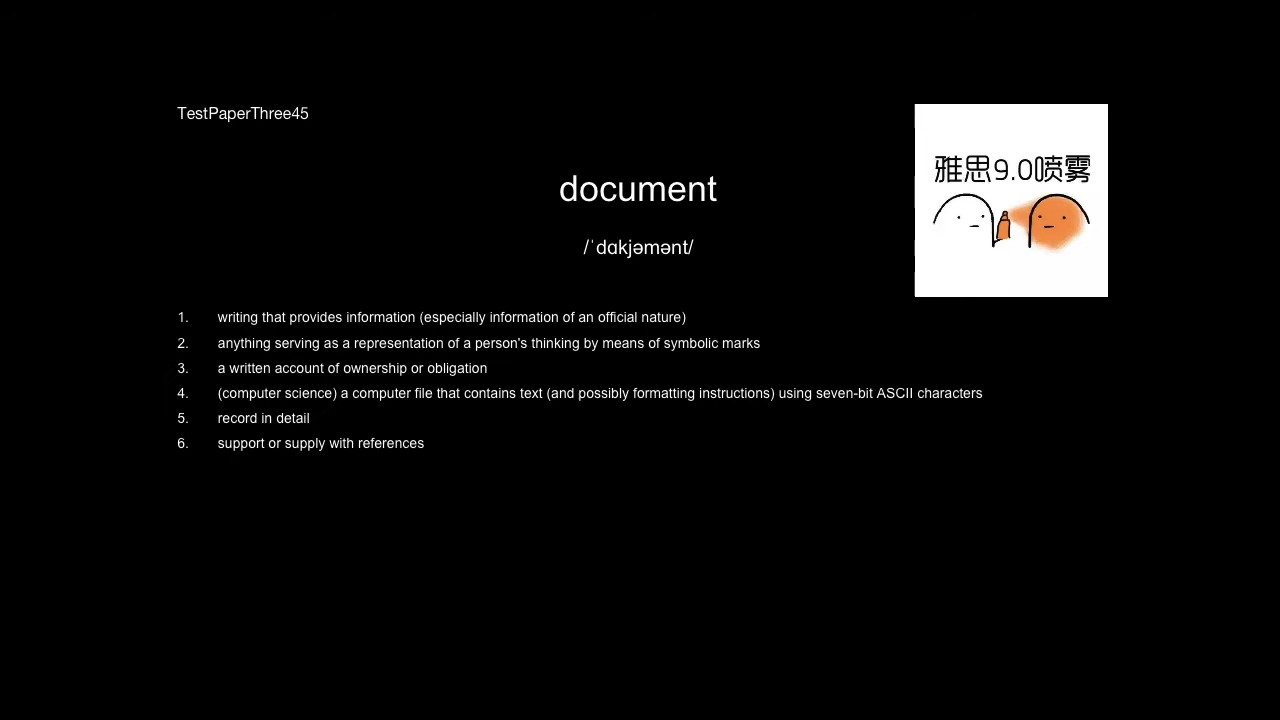 TestPaperThree45
雅思9.0喷雾
document
/ˈdɑkjəmənt/
1. writing that provides information (especially information of an official nature)
2. anything serving as a representation of a person's thinking by means of symbolic marks
3. a written account of ownership or obligation
4. (computer science) a computer file that contains text (and possibly formatting instructions) using seven-bit ASCII characters
5. record in detail
6. support or supply with references